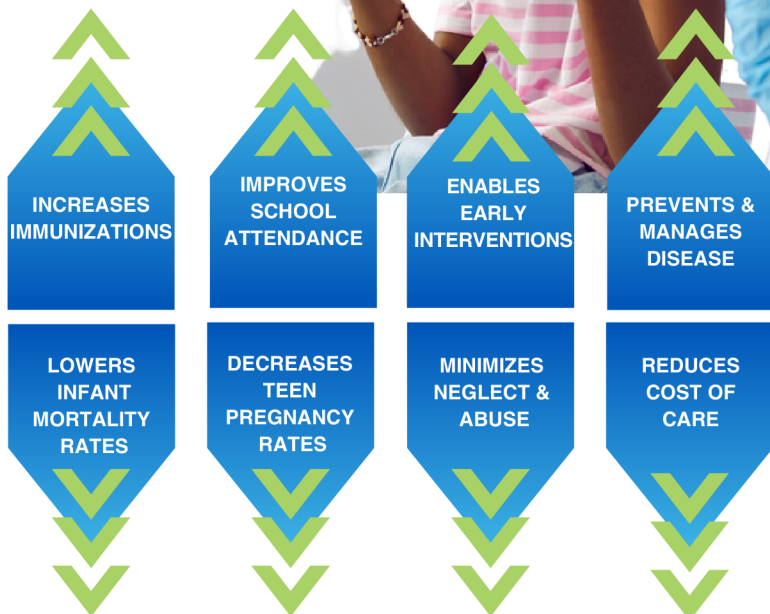 INCREASES
IMMUNIZATIONS
IMPROVES
SCHOOL
ATTENDANCE
ENABLES
EARLY
INTERVENTIONS
PREVENTS &
MANAGES
DISEASE
LOWERS
INFANT
MORTALITY
RATES
DECREASES
TEEN
PREGNANCY
RATES
MINIMIZES
NEGLECT &
ABUSE
REDUCES
COST OF
CARE